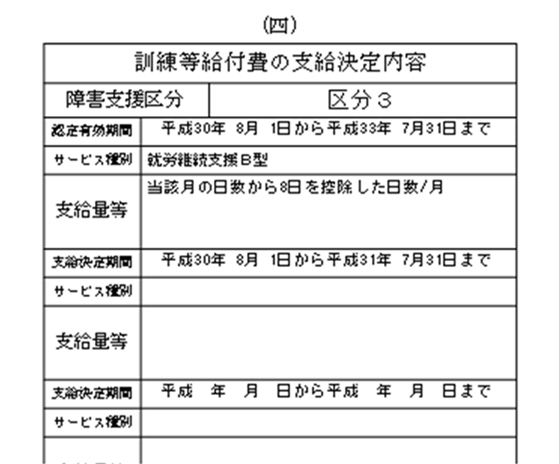 (四)
訓練等給付費の支給決定内容
障害支援区分 区分3
認定有効期間 平成30年 8月 1日から平成33年 7月31日まで
サービス種別 就労継続支援B型
支給量等 当該月の日数から8日を控除した日数/月
支給決定期間 平成30年 8月 1日から平成31年 7月31日まで
サービス種別
支給量等
支給決定期間 平成 年 月 日から平成 年 月 日まで
サービス種別